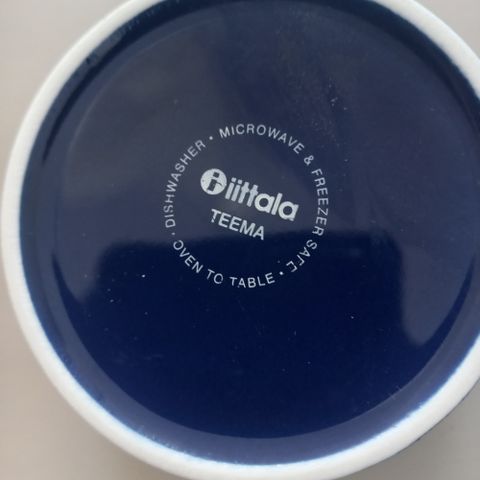 DISHWASHER • MICROWAVE & FREEZER SAFE • OVEN TO TABLE •
iittala
TEEMA